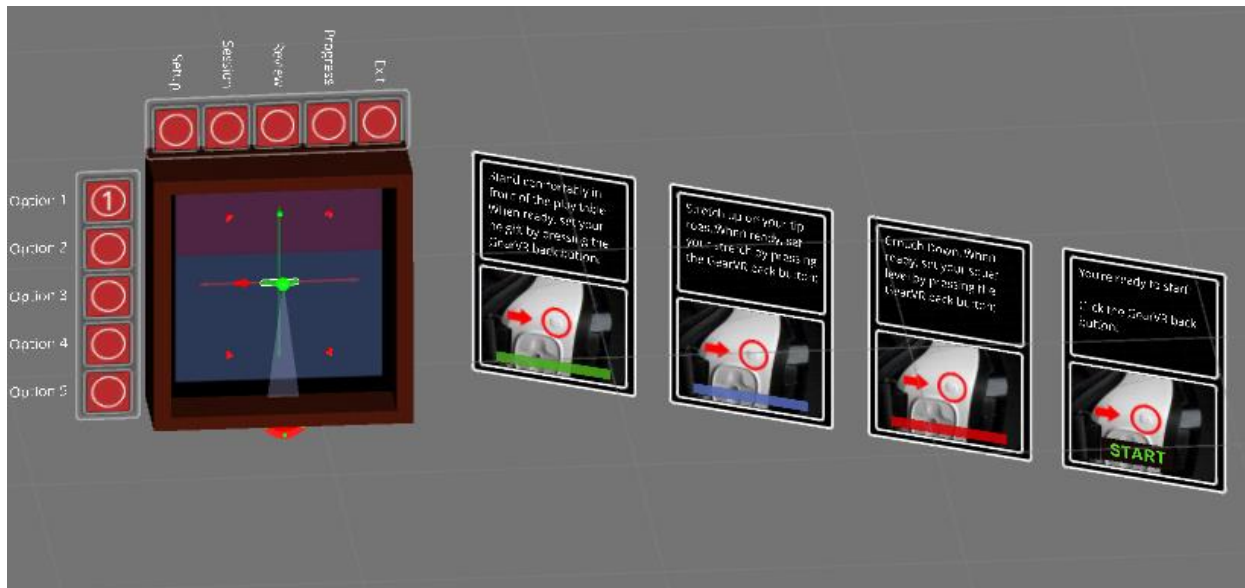 Setup
Session
Review
Progress
Exit
Option 1
Option 2
Option 3
Option 4
Option 5
1
Stand comfortably in
front of the play table
When ready, set your
height by pressing the
GearVR back button.
Stretch up on your tip
When ready, set
your stretch by pressing
the GearVR back button
Crouch Down. When
ready, set your squat
level by pressing the
GearVR back button
You're ready to start
Click the GearVR back
button.
START